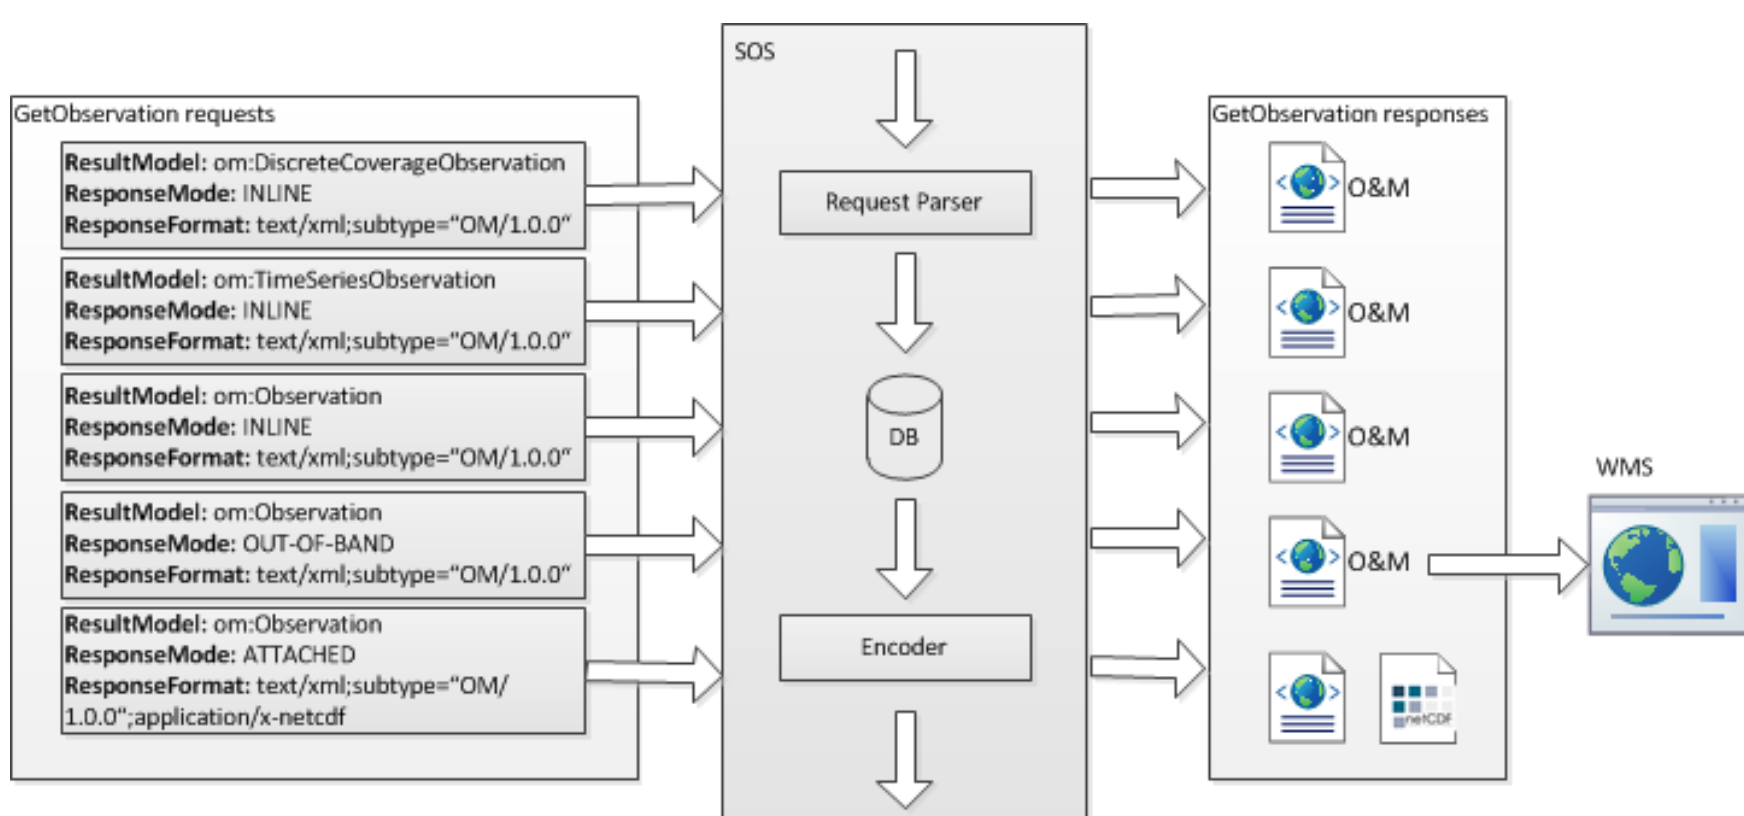 SOS
GetObservation requests
ResultModel: om:DiscreteCoverageObservation
ResponseMode: INLINE
ResponseFormat: text/xml;subtype="OM/1.0.0"
ResultModel: om:TimeSeriesObservation
ResponseMode: INLINE
ResponseFormat: text/xml;subtype="OM/1.0.0"
ResultModel: om:Observation
ResponseMode: INLINE
ResponseFormat: text/xml;subtype="OM/1.0.0"
ResultModel: om:Observation
ResponseMode: OUT-OF-BAND
ResponseFormat: text/xml;subtype="OM/1.0.0"
ResultModel: om:Observation
ResponseMode: ATTACHED
ResponseFormat: text/xml;subtype="OM/
1.0.0";application/x-netcdf
Request Parser
DB
Encoder
GetObservation responses
O&M
O&M
O&M
O&M
netCDF
WMS